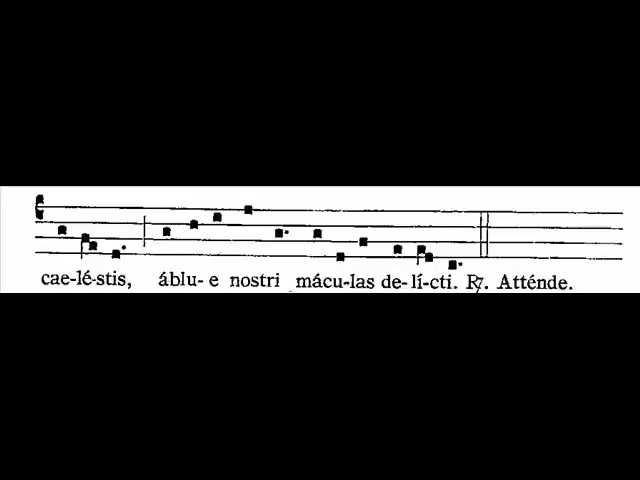 cae-lé-stis, áblu-e nostri mácu-las de-lí-cti. ℟. Atténde.